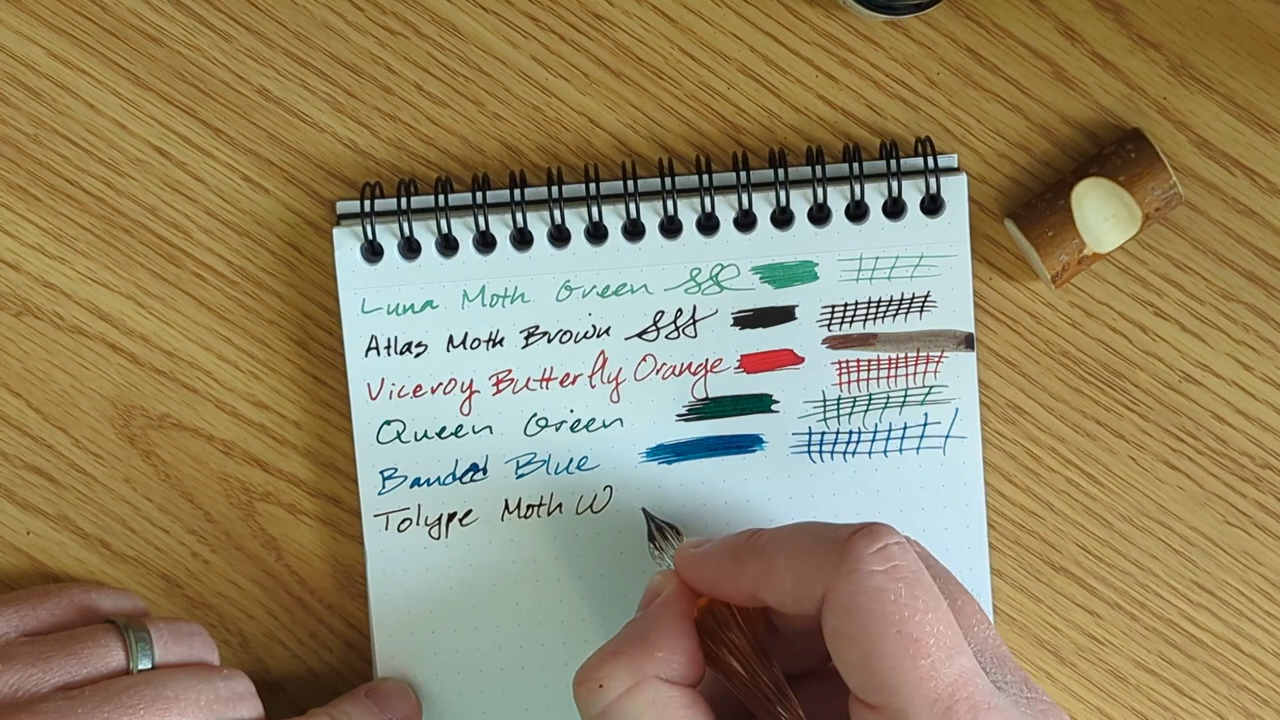 Luna Moth Green
Atlas Moth Brown
Viceroy Butterfly Orange
Queen Green
Banded Blue
Tolype Moth W